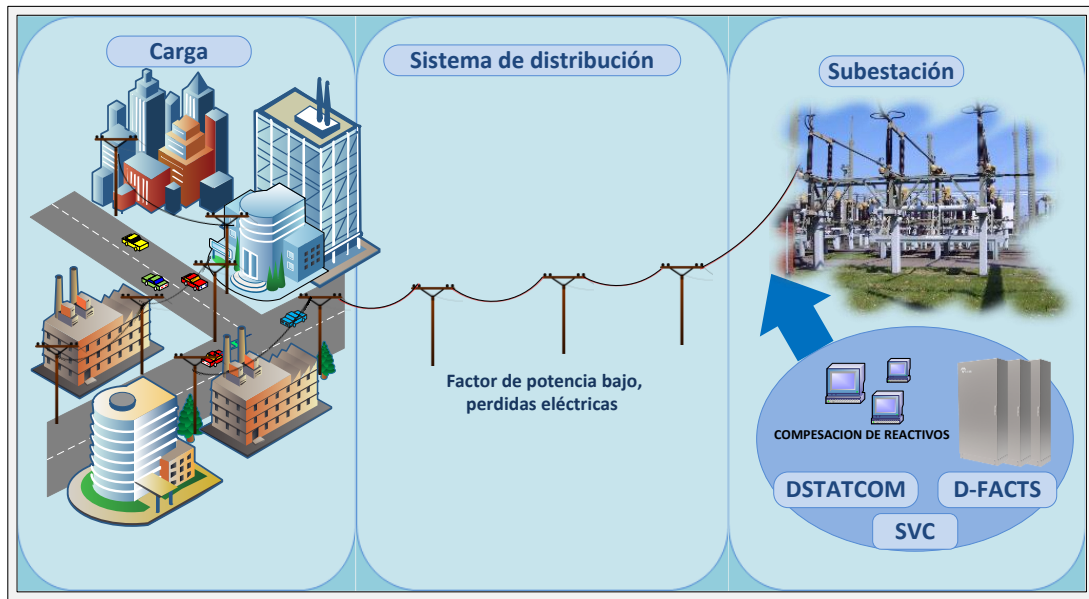 Carga
Sistema de distribución
Subestación
Factor de potencia bajo,
perdidas eléctricas
COMPESACION DE REACTIVOS
DSTATCOM
D-FACTS
SVC